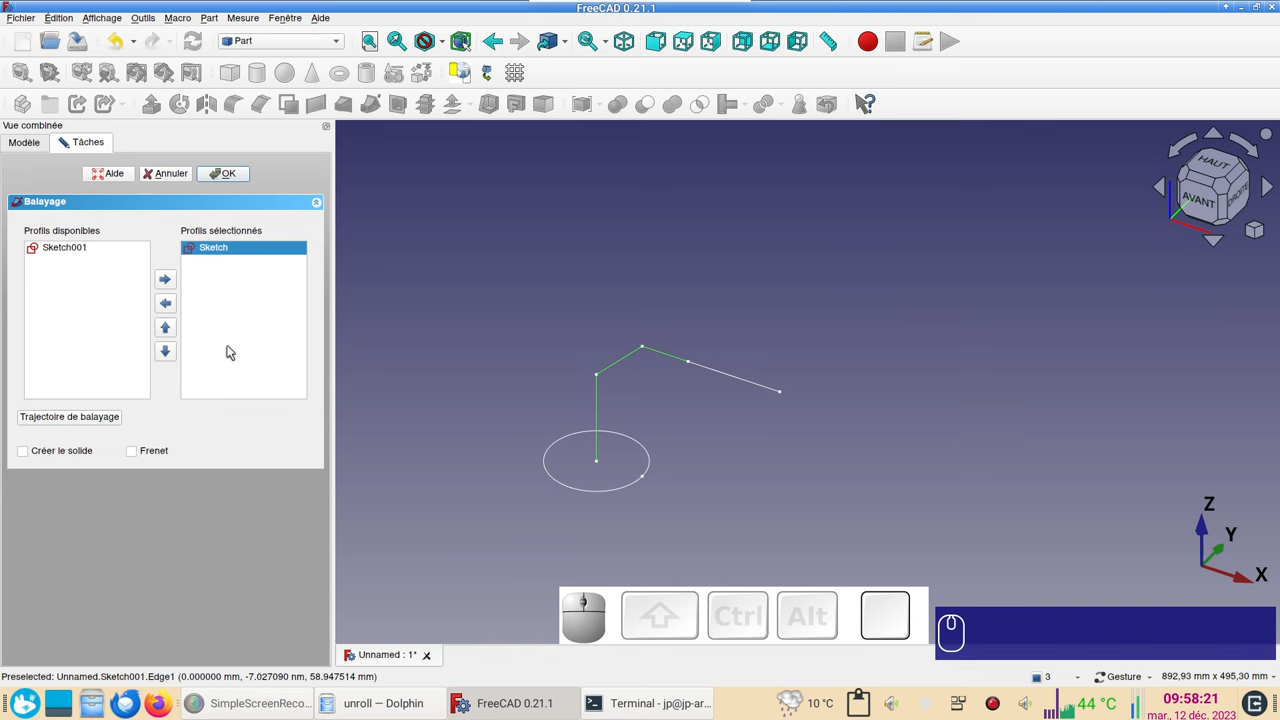 FreeCAD 0.21.1
Fichier Édition Affichage Outils Macro Part Mesure Fenêtre Aide
Part
Vue combinée
Modèle Tâches
Aide Annuler OK
Balayage
Profils disponibles Profils sélectionnés
Sketch001 Sketch
Trajectoire de balayage
Créer le solide Frenet
HAUT
AVANT DROITE
Z
Y
X
Ctrl Alt
Unnamed : 1*
Preselected: Unnamed.Sketch001.Edge1 (0.000000 mm, -7.027090 mm, 58.947514 mm) 3 Gesture 892,93 mm x 495,30 mm
SimpleScreenReco... unroll – Dolphin FreeCAD 0.21.1 Terminal - jp@jp-ar... 10 °C 44 °C 09:58:21
mar., 12 déc. 2023